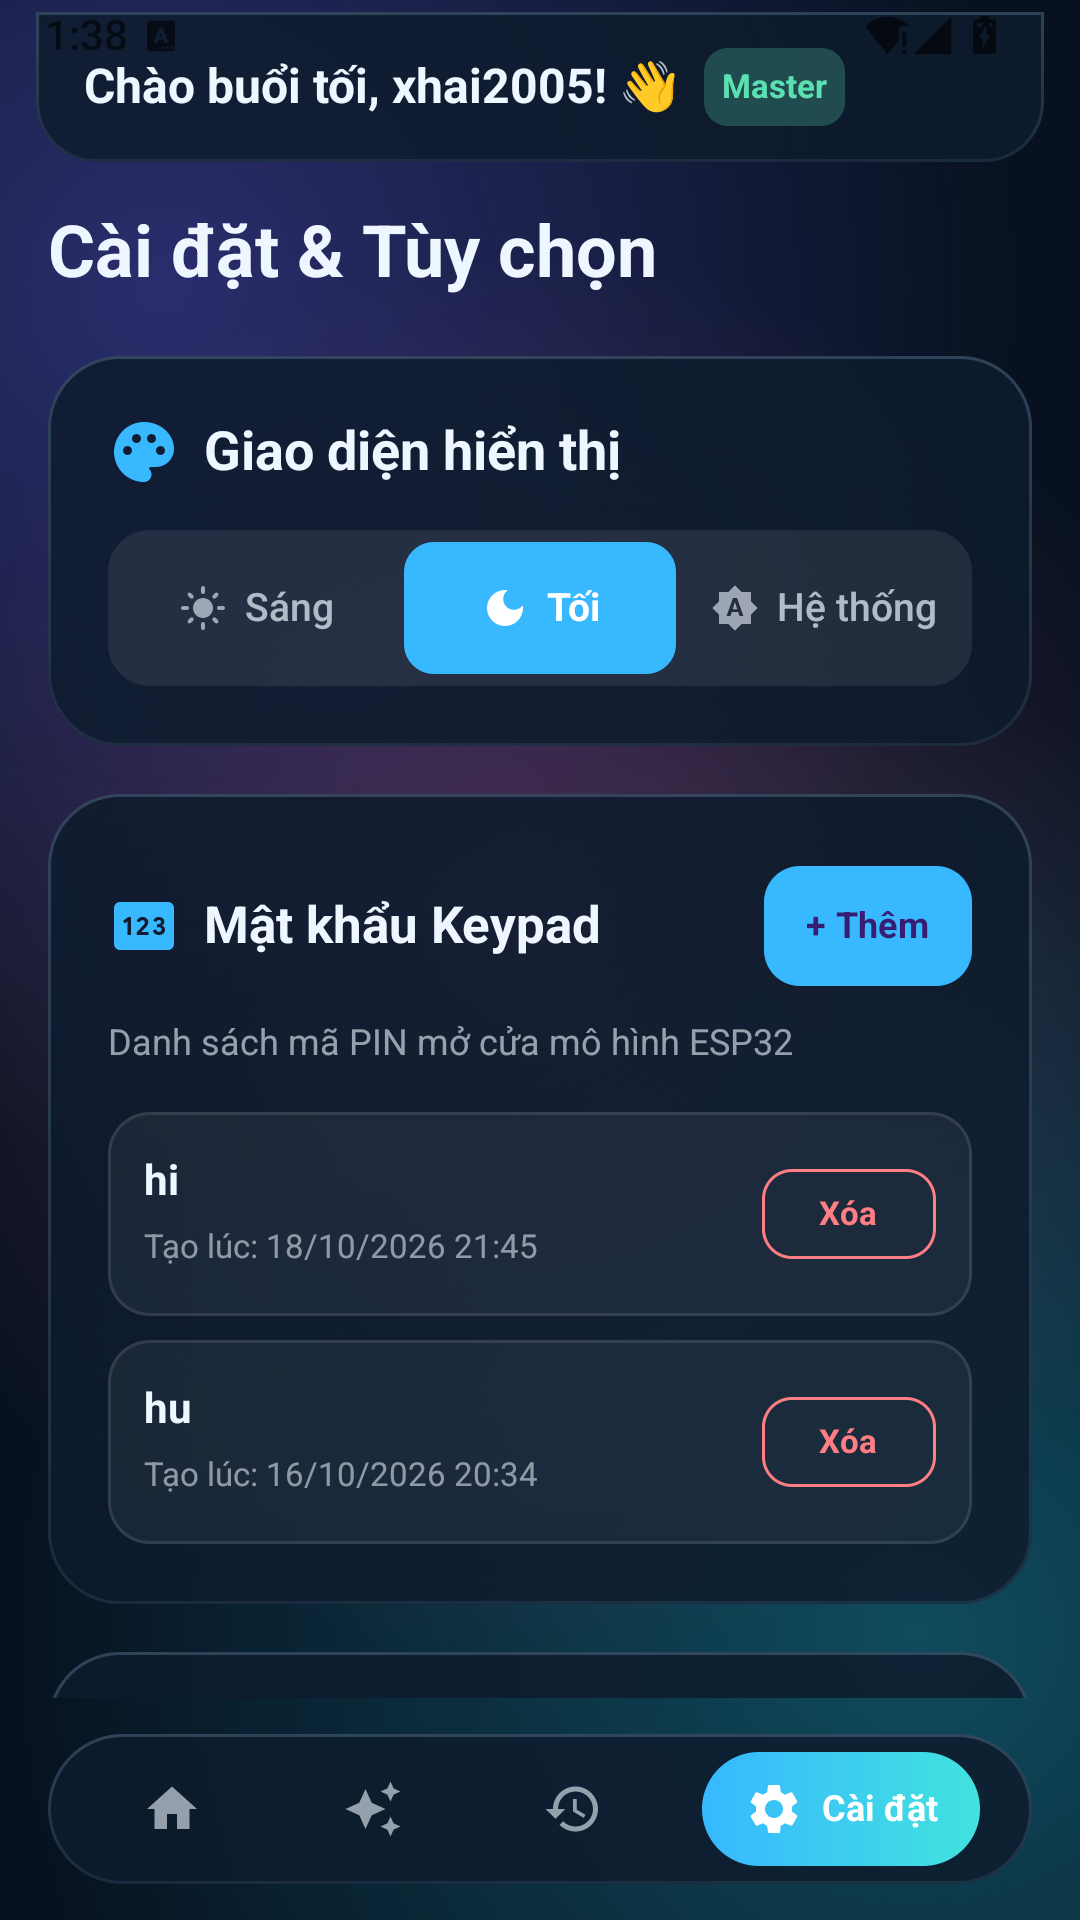 1:38 A
Chào buổi tối, xhai2005! 👋 Master
Cài đặt & Tùy chọn
Giao diện hiển thị
Sáng
Tối
A Hệ thống
123 Mật khẩu Keypad
+ Thêm
Danh sách mã PIN mở cửa mô hình ESP32
hi
Tạo lúc: 18/10/2026 21:45
Xóa
hu
Tạo lúc: 16/10/2026 20:34
Xóa
Cài đặt